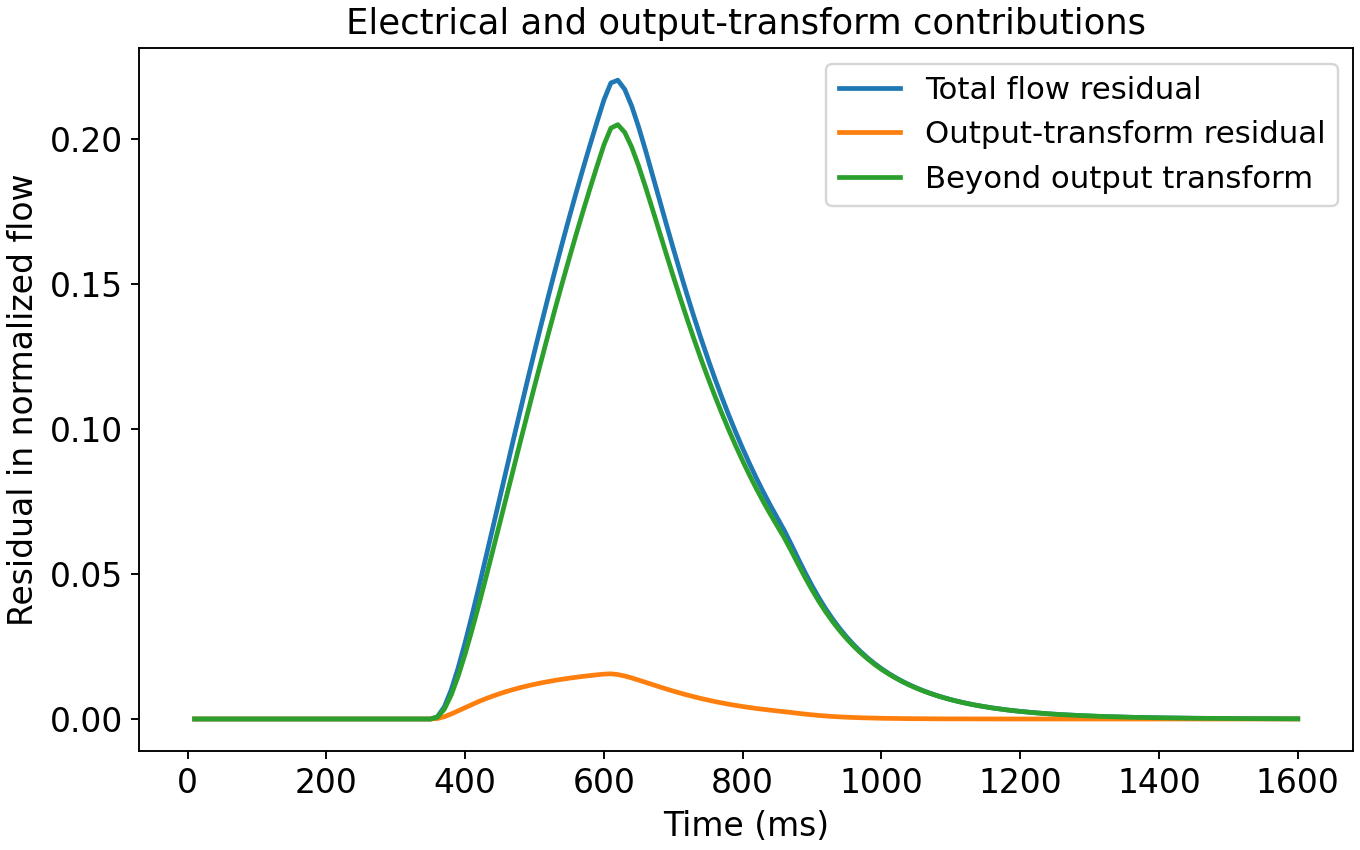 Electrical and output-transform contributions
Total flow residual
Output-transform residual
Beyond output transform
Residual in normalized flow
0.20
0.15
0.10
0.05
0.00
0 200 400 600 800 1000 1200 1400 1600
Time (ms)